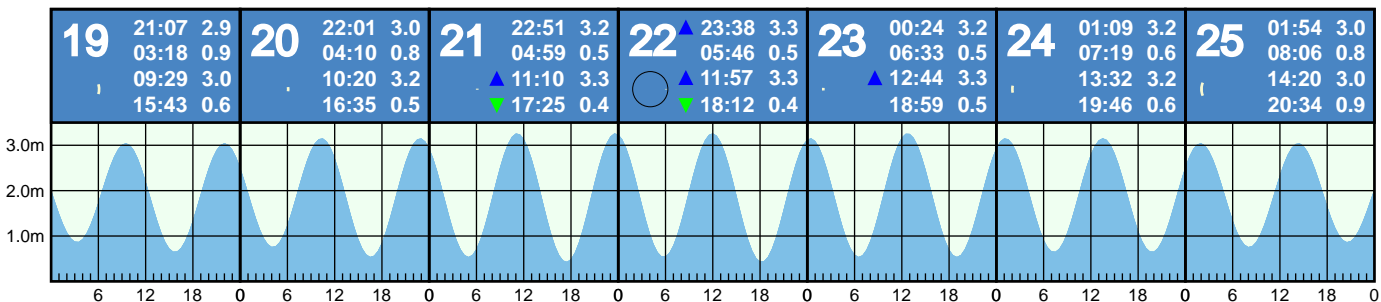 19 21:07 2.9 20 22:01 3.0 21 22:51 3.2 22 23:38 3.3 23 00:24 3.2 24 01:09 3.2 25 01:54 3.0
03:18 0.9 04:10 0.8 04:59 0.5 05:46 0.5 06:33 0.5 07:19 0.6 08:06 0.8
09:29 3.0 10:20 3.2 11:10 3.3 11:57 3.3 12:44 3.3 13:32 3.2 14:20 3.0
15:43 0.6 16:35 0.5 17:25 0.4 18:12 0.4 18:59 0.5 19:46 0.6 20:34 0.9
3.0m
2.0m
1.0m
6 12 18 0 6 12 18 0 6 12 18 0 6 12 18 0 6 12 18 0 6 12 18 0 6 12 18 0